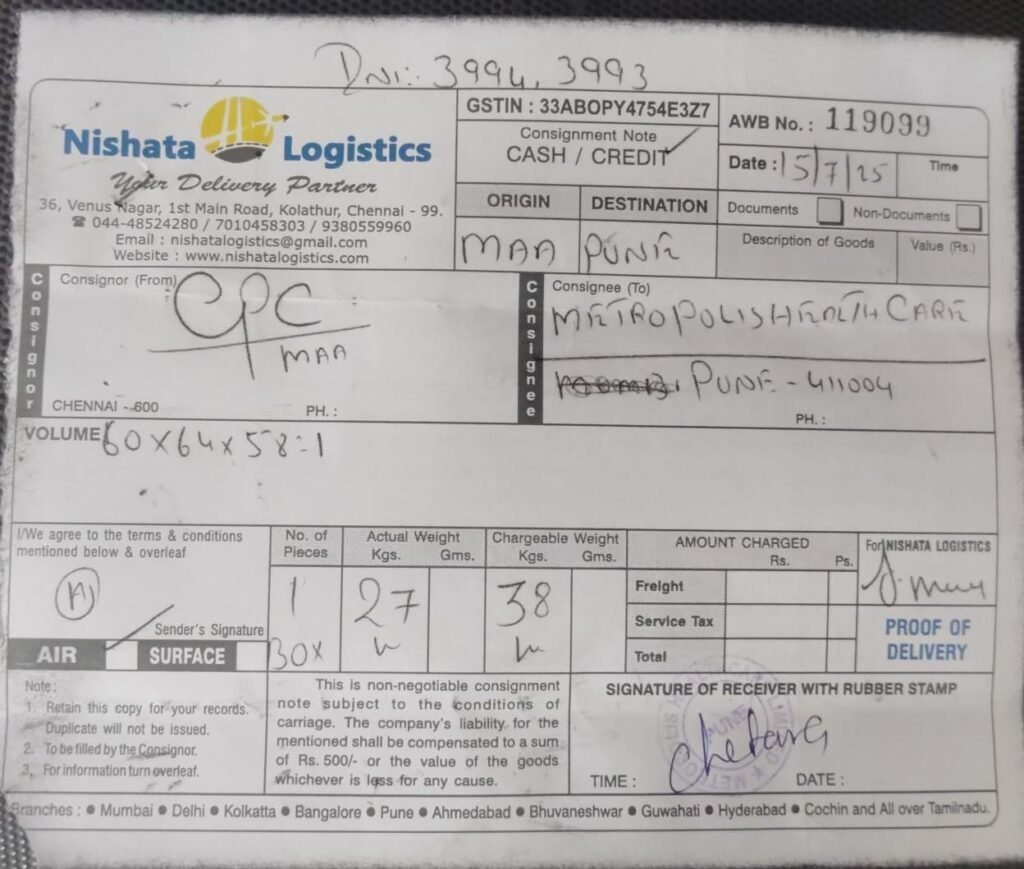 DNI:. 3994, 3993
Nishata Logistics
Your Delivery Partner
36, Venus Nagar, 1st Main Road, Kolathur, Chennai - 99.
☎ 044-48524280 / 7010458303 / 9380559960
Email : nishatalogistics@gmail.com
Website : www.nishatalogistics.com
GSTIN : 33ABOPY4754E3Z7
Consignment Note
CASH / CREDIT
AWB No. : 119099
Date : 15/7/25
Time
ORIGIN
DESTINATION
MAA
PUNE
Documents
Non-Documents
Description of Goods
Value (Rs.)
Consignor
Consignor (From)
CPC
MAA
CHENNAI - 600
PH. :
Consignee
Consignee (To)
METROPOLIS HEALTH CARE
PUNE - 411004
PH. :
VOLUME 60x64x58:1
I/We agree to the terms & conditions
mentioned below & overleaf
Sender's Signature
AIR
SURFACE
No. of
Pieces
1
BOX
Actual Weight
Kgs. Gms.
27
Chargeable Weight
Kgs. Gms.
38
AMOUNT CHARGED
Rs. Ps.
Freight
Service Tax
Total
For NISHATA LOGISTICS
PROOF OF
DELIVERY
Note :
1. Retain this copy for your records.
Duplicate will not be issued.
2. To be filled by the Consignor.
3. For information turn overleaf.
This is non-negotiable consignment
note subject to the conditions of
carriage. The company's liability for the
mentioned shall be compensated to a sum
of Rs. 500/- or the value of the goods
whichever is less for any cause.
SIGNATURE OF RECEIVER WITH RUBBER STAMP
PUNE
TIME :
DATE :
Branches : ● Mumbai ● Delhi ● Kolkatta ● Bangalore ● Pune ● Ahmedabad ● Bhuvaneshwar ● Guwahati ● Hyderabad ● Cochin and All over Tamilnadu.